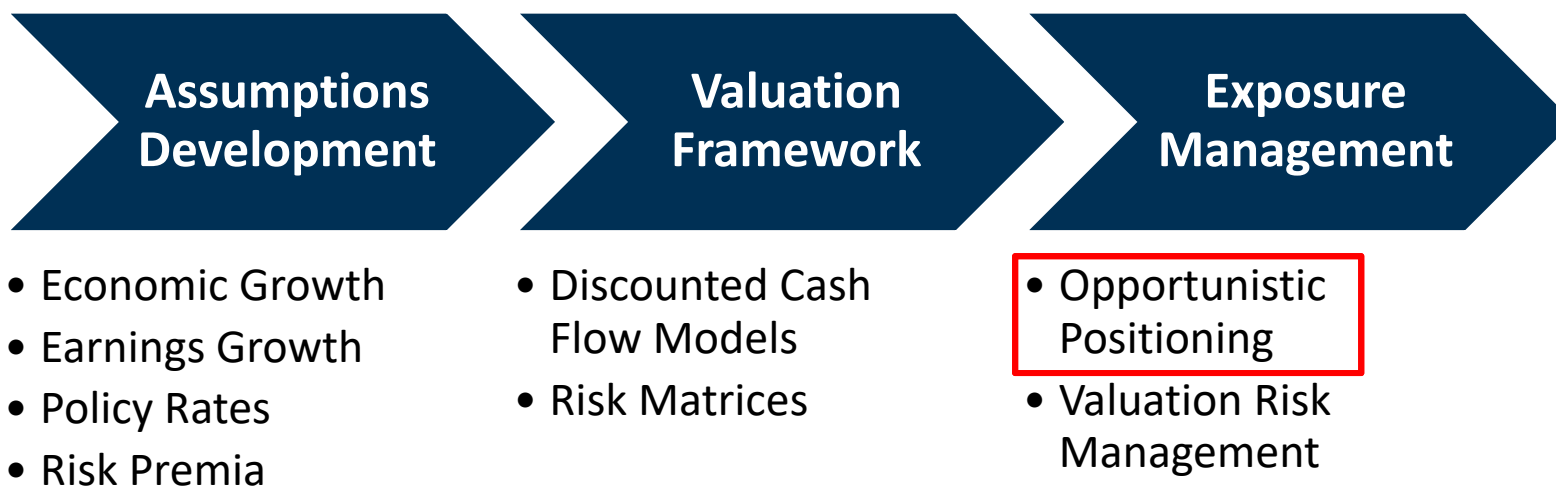 Assumptions
Development
• Economic Growth
• Earnings Growth
• Policy Rates
• Risk Premia
Valuation
Framework
• Discounted Cash
Flow Models
• Risk Matrices
Exposure
Management
• Opportunistic
Positioning
• Valuation Risk
Management